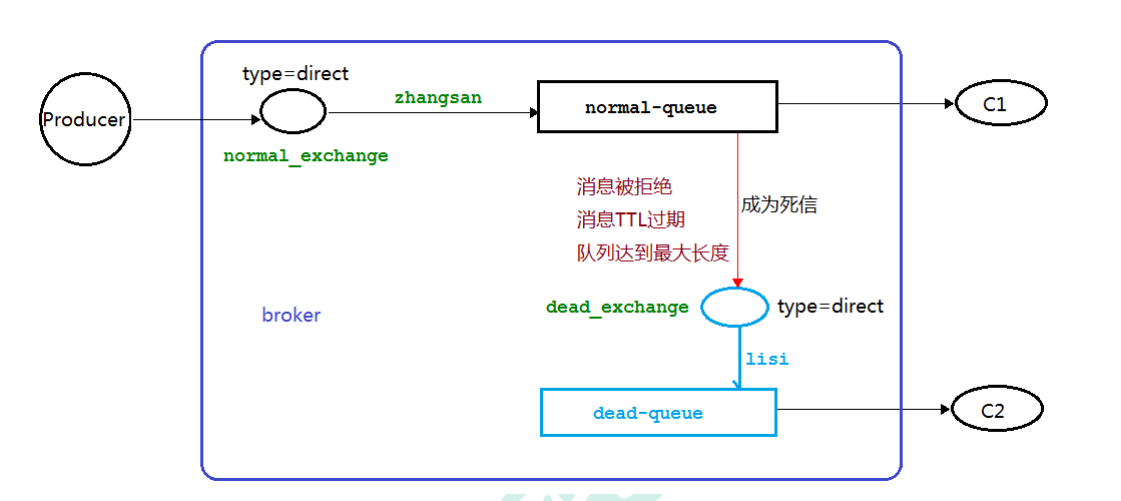 type=direct
Producer
zhangsan
normal-queue
C1
normal_exchange
消息被拒绝
成为死信
消息TTL过期
队列达到最大长度
broker
dead_exchange
type=direct
lisi
dead-queue
C2